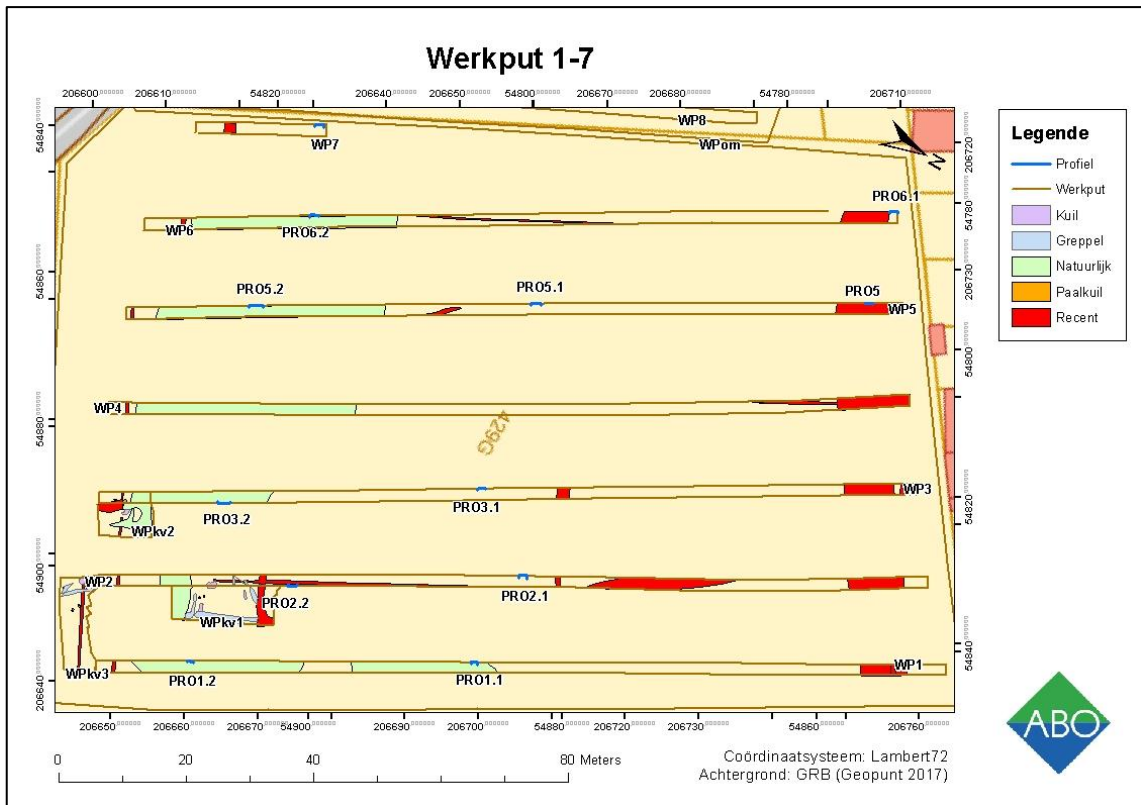 Werkput 1-7
206600 206610 54820 206640 206650 54800 206670 206680 54780 206710
54840 54860 54880 54900 206640
206720 54780 206730 54800 54820 54840
206650 206660 206670 54900 206690 206700 54880 206720 206730 54860 206760
WP8
WP7
WPom
N
PRO6.1
WP6
PRO6.2
PRO5.2
PRO5.1
PRO5
WP5
WP4
429G
WP3
PRO3.1
PRO3.2
WPkv2
WP2
PRO2.1
PRO2.2
WPkv1
WP1
WPkv3
PRO1.2
PRO1.1
Legende
Profiel
Werkput
Kuil
Greppel
Natuurlijk
Paalkuil
Recent
ABO
0 20 40 80 Meters
Coördinaatsysteem: Lambert72
Achtergrond: GRB (Geopunt 2017)